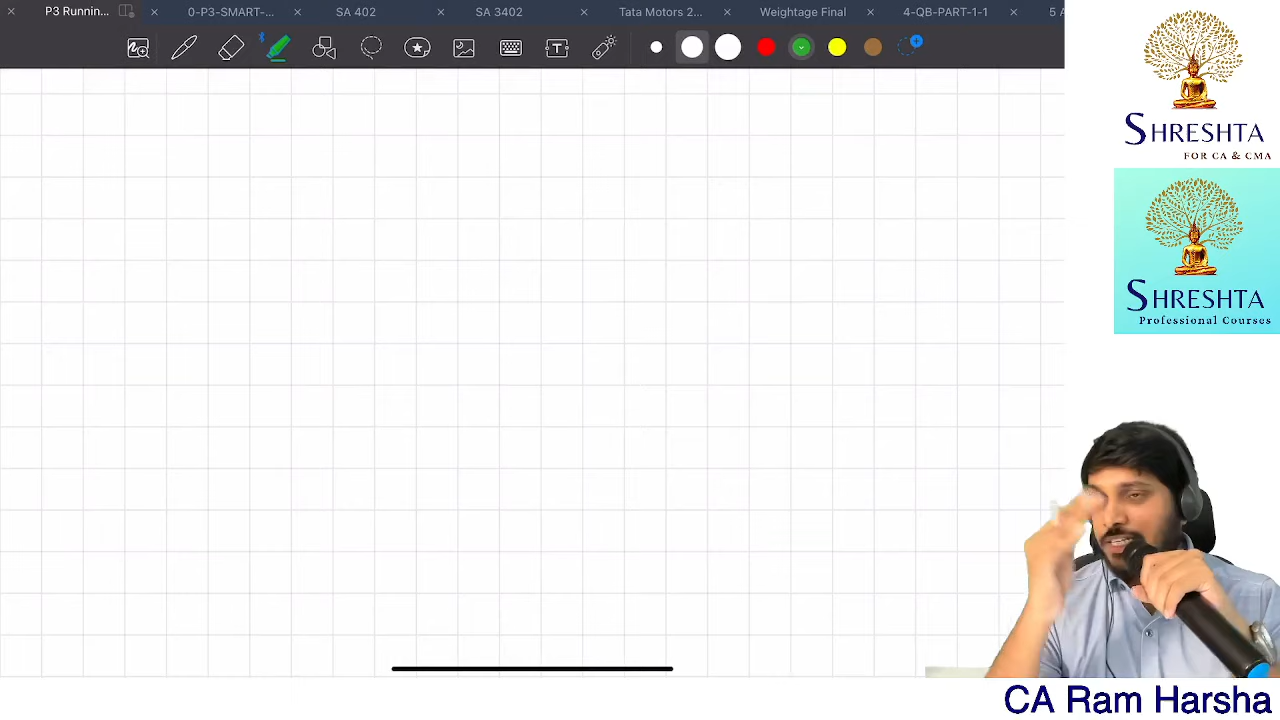 P3 Runnin...
0-P3-SMART-...
SA 402
SA 3402
Tata Motors 2...
Weightage Final
4-QB-PART-1-1
5 A
T
SHRESHTA
FOR CA & CMA
SHRESHTA
Professional Courses
CA Ram Harsha